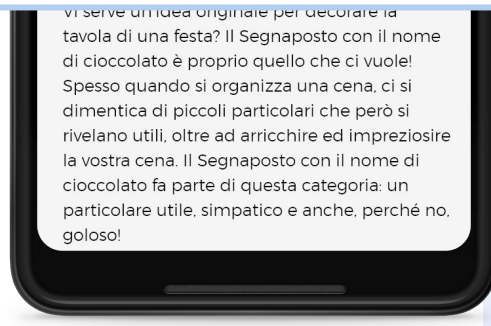 Vi serve un'idea originale per decorare la
tavola di una festa? Il Segnaposto con il nome
di cioccolato è proprio quello che ci vuole!
Spesso quando si organizza una cena, ci si
dimentica di piccoli particolari che però si
rivelano utili, oltre ad arricchire ed impreziosire
la vostra cena. Il Segnaposto con il nome di
cioccolato fa parte di questa categoria: un
particolare utile, simpatico e anche, perché no,
goloso!